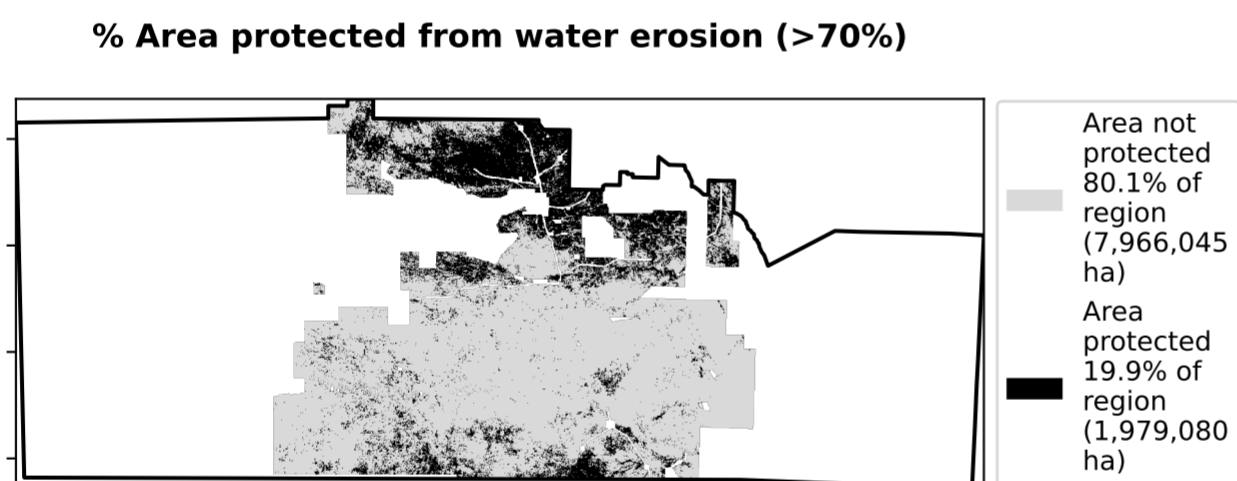 % Area protected from water erosion (>70%)
Area not
protected
80.1% of
region
(7,966,045
ha)
Area
protected
19.9% of
region
(1,979,080
ha)